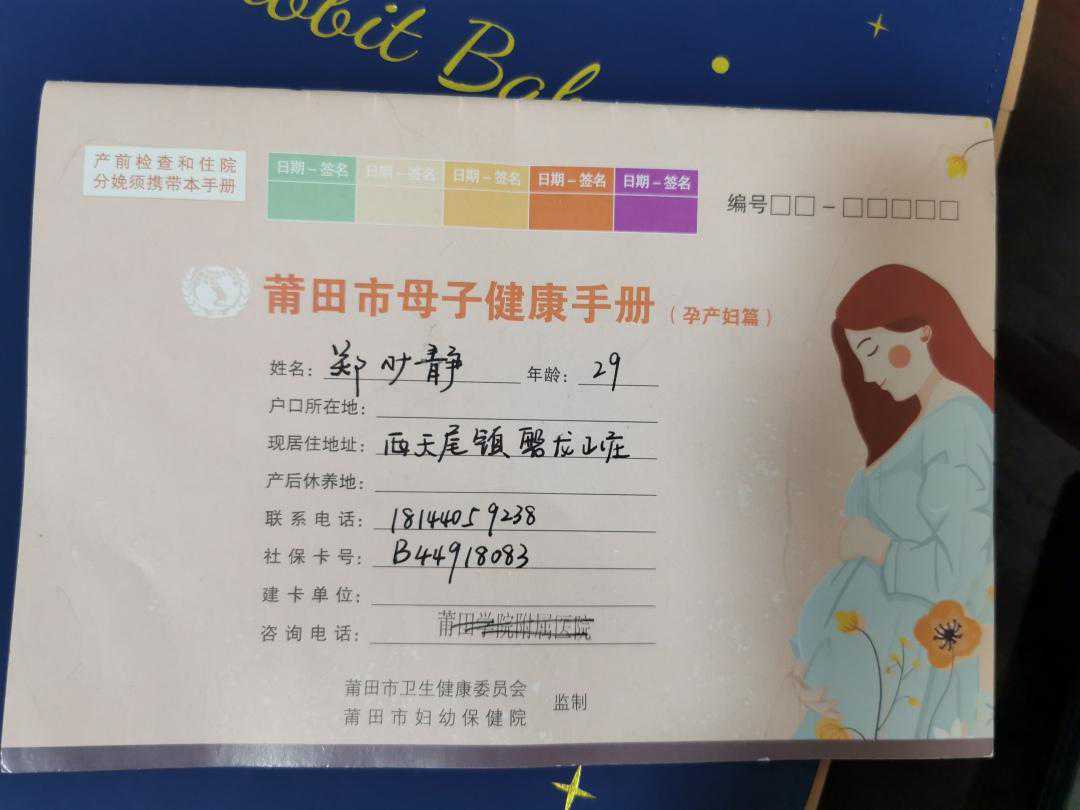 bbit Bab
产前检查和住院
分娩须携带本手册
日期–签名 日期–签名 日期–签名 日期–签名 日期–签名
编号□□–□□□□□
莆田市母子健康手册(孕产妇篇)
姓名: 郑吵静 年龄: 29
户口所在地:
现居住地址: 西天尾镇磐龙山庄
产后休养地:
联系电话: 18144059238
社保卡号: B44918083
建卡单位:
莆田学院附属医院
咨询电话:
莆田市卫生健康委员会
莆田市妇幼保健院
监制